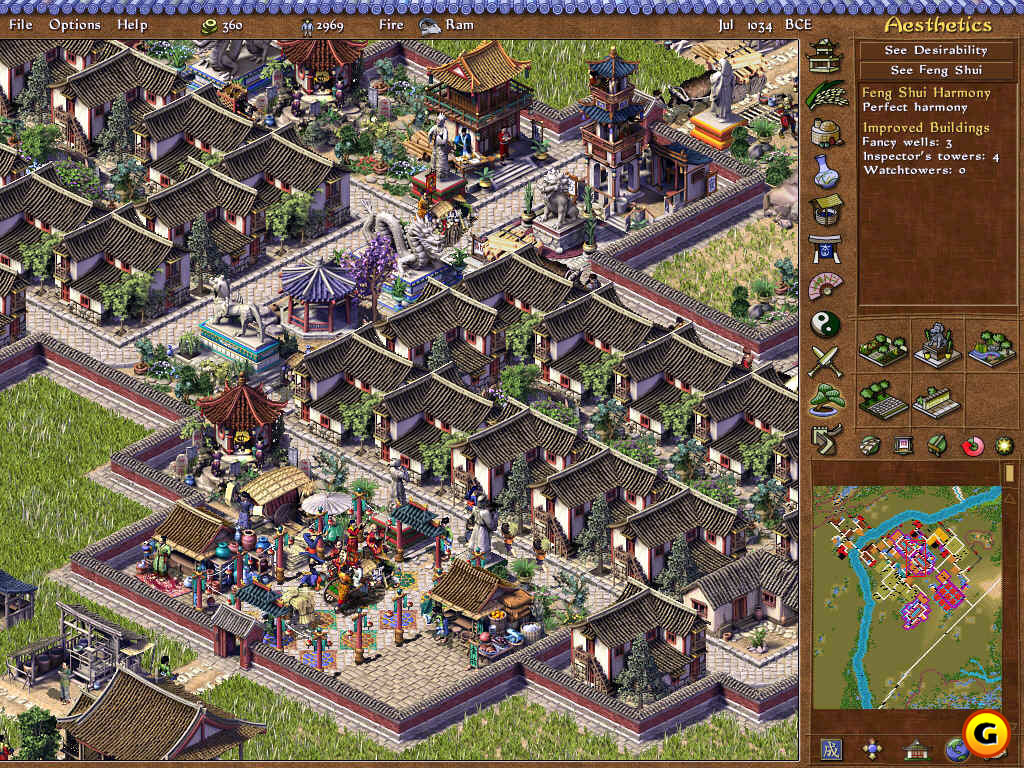 File Options Help 360 2969 Fire Ram Jul 1034 BCE Aesthetics
See Desirability
See Feng Shui
Feng Shui Harmony
Perfect harmony
Improved Buildings
Fancy wells: 3
Inspector's towers: 4
Watchtowers: 0
成
G